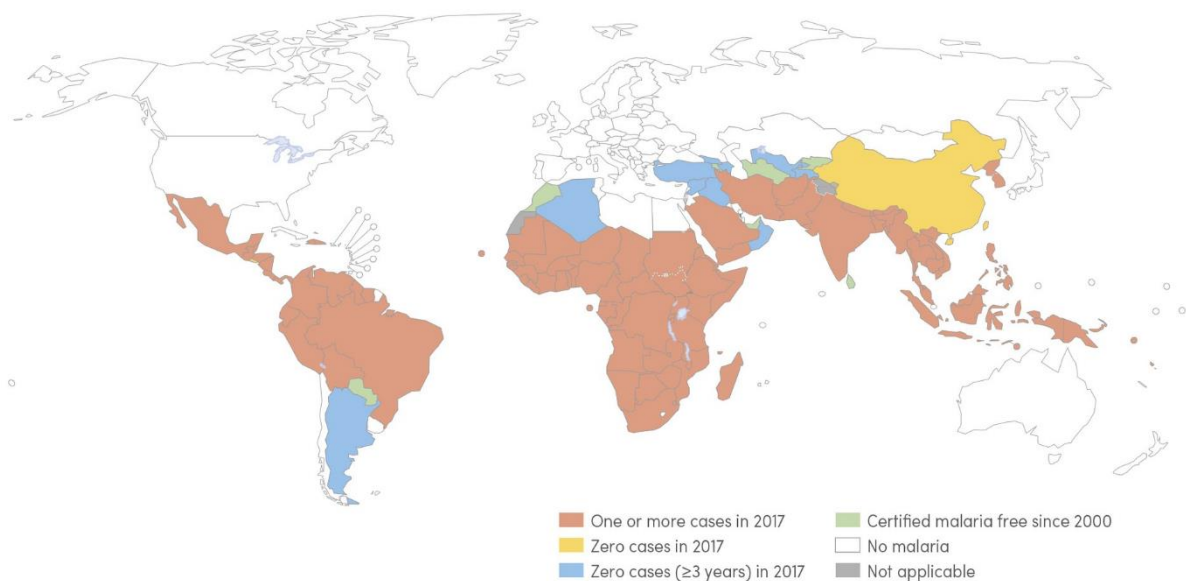 One or more cases in 2017
Zero cases in 2017
Zero cases (≥3 years) in 2017
Certified malaria free since 2000
No malaria
Not applicable